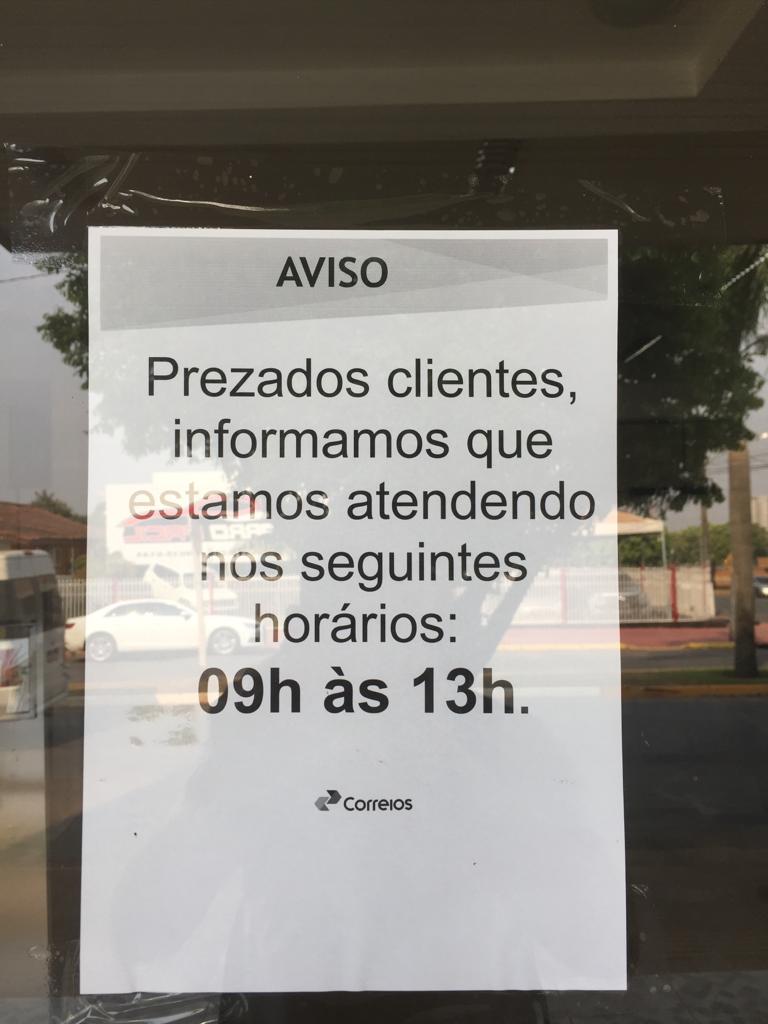 AVISO
Prezados clientes,
informamos que
estamos atendendo
nos seguintes
horários:
09h às 13h.
Correios